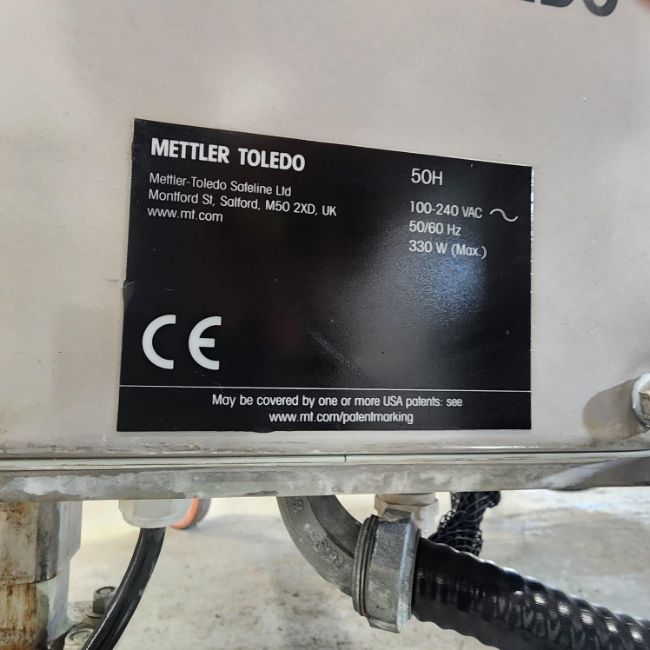 METTLER TOLEDO
50H
Mettler-Toledo Safeline Ltd
Montford St, Salford, M50 2XD, UK
www.mt.com
100-240 VAC
50/60 Hz
330 W (Max.)
CE
May be covered by one or more USA patents: see
www.mt.com/patentmarking